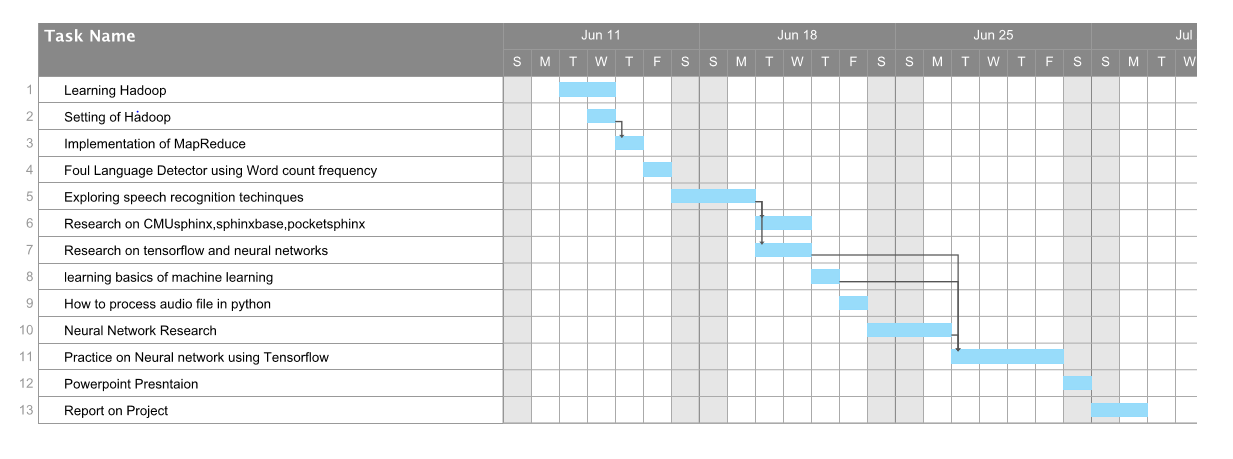 Task Name
Jun 11 Jun 18 Jun 25 Jul
S M T W T F S S M T W T F S S M T W T F S S M T W
1 Learning Hadoop
2 Setting of Hådoop
3 Implementation of MapReduce
4 Foul Language Detector using Word count frequency
5 Exploring speech recognition techinques
6 Research on CMUsphinx,sphinxbase,pocketsphinx
7 Research on tensorflow and neural networks
8 learning basics of machine learning
9 How to process audio file in python
10 Neural Network Research
11 Practice on Neural network using Tensorflow
12 Powerpoint Presntaion
13 Report on Project